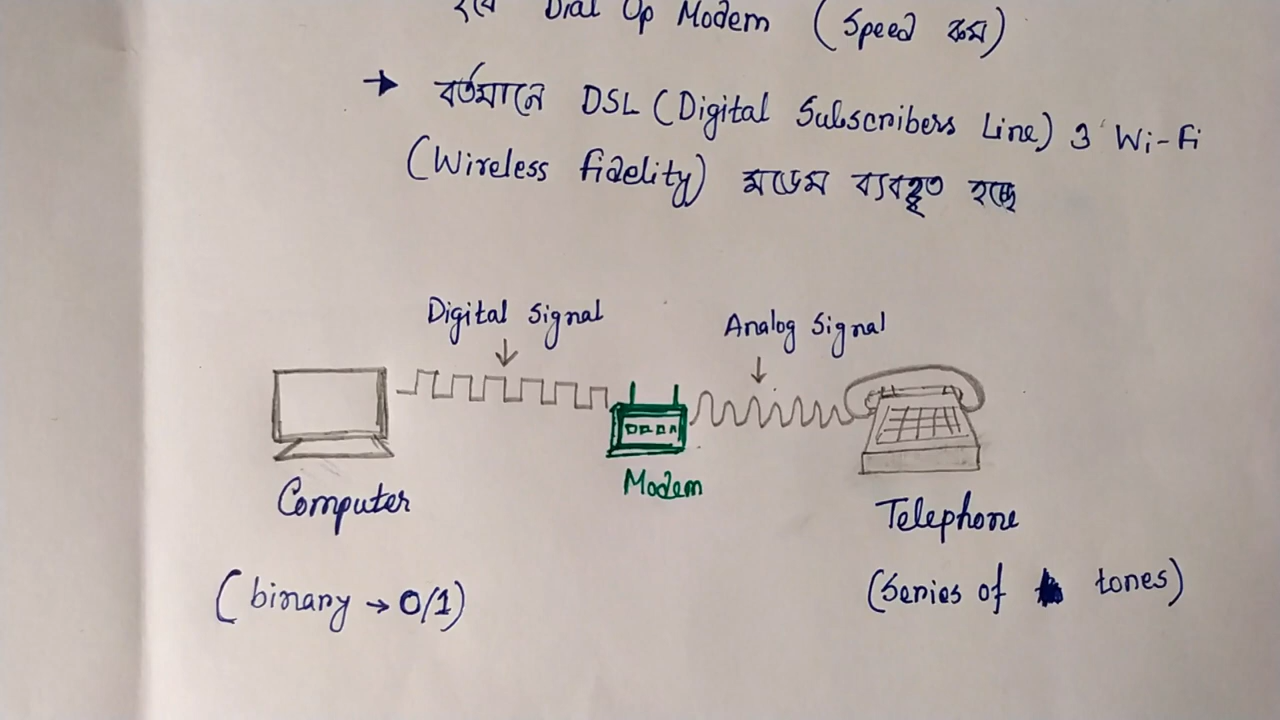 হবে Dial Up Modem (Speed কম)
→ বর্তমানে DSL (Digital Subscribers Line) ও Wi-Fi
(Wireless Fidelity) মডেম ব্যবহৃত হচ্ছে
Digital Signal
Analog Signal
Modem
Computer
Telephone
(binary → 0/1)
(Series of tones)